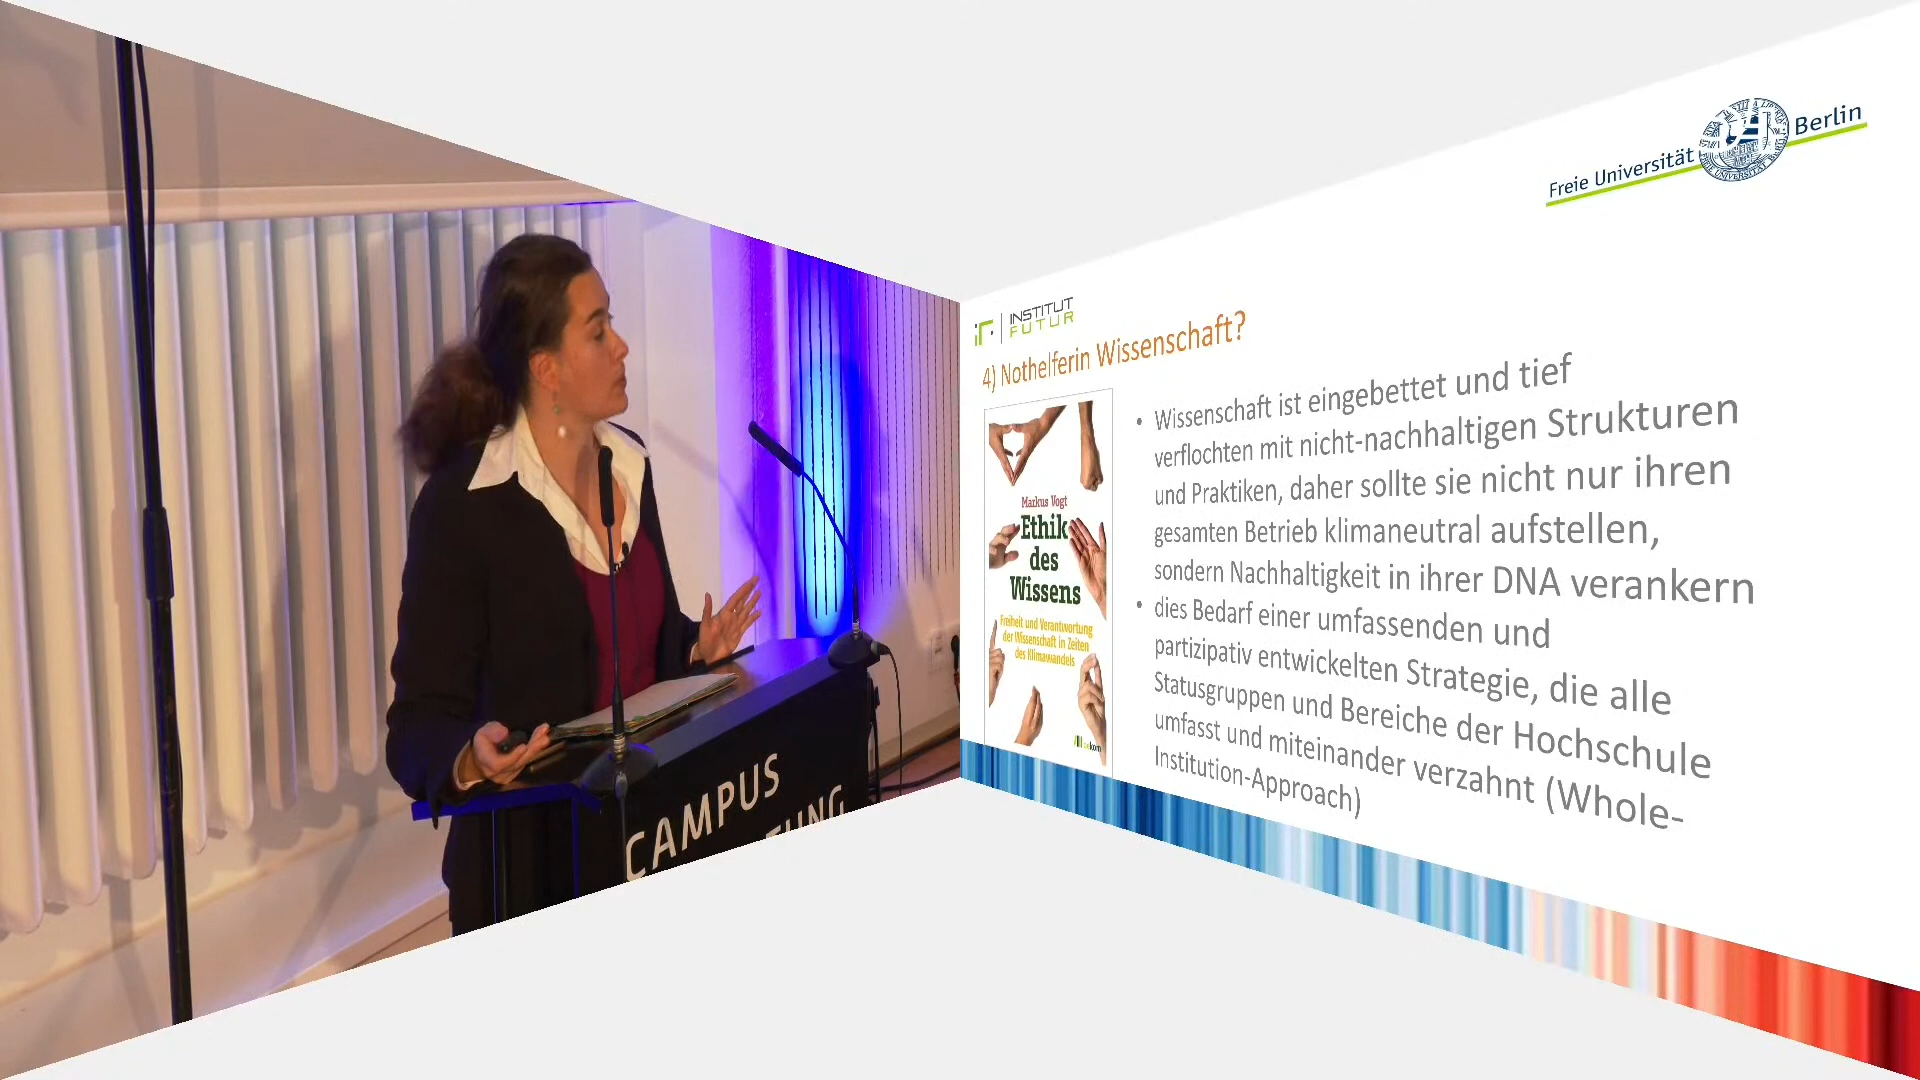 CAMPUS
Freie Universität Berlin
INSTITUT
FUTUR
4) Nothelferin Wissenschaft?
Markus Vogt
Ethik
des
Wissens
Freiheit und Verantwortung
der Wissenschaft in Zeiten
des Klimawandels
• Wissenschaft ist eingebettet und tief
verflochten mit nicht-nachhaltigen Strukturen
und Praktiken, daher sollte sie nicht nur ihren
gesamten Betrieb klimaneutral aufstellen,
sondern Nachhaltigkeit in ihrer DNA verankern
• dies Bedarf einer umfassenden und
partizipativ entwickelten Strategie, die alle
Statusgruppen und Bereiche der Hochschule
umfasst und miteinander verzahnt (Whole-
Institution-Approach)